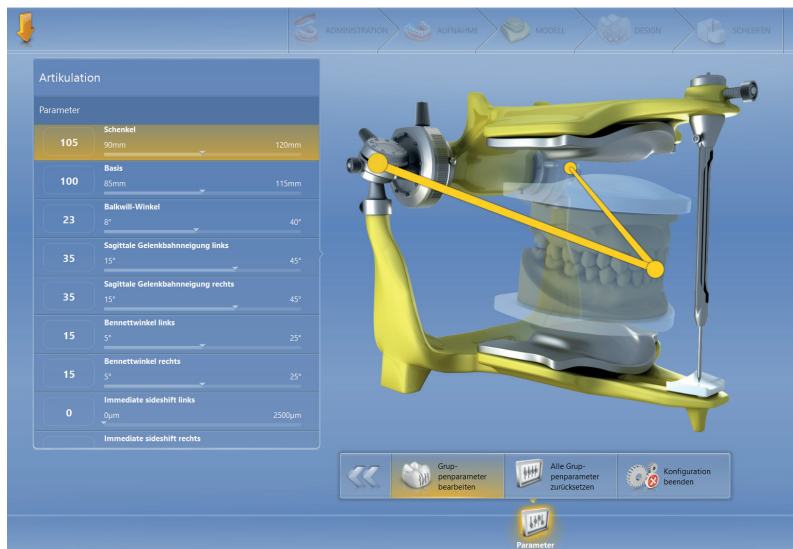 ADMINISTRATION
AUFNAHME
MODELL
DESIGN
SCHLEIFEN
Artikulation
Parameter
Schenkel
105
90mm 120mm
Basis
100
85mm 115mm
Balkwill-Winkel
23
8° 40°
Sagittale Gelenkbahnneigung links
35
15° 45°
Sagittale Gelenkbahnneigung rechts
35
15° 45°
Bennettwinkel links
15
5° 25°
Bennettwinkel rechts
15
5° 25°
Immediate sideshift links
0
0µm 2500µm
Immediate sideshift rechts
Grup-
penparameter
bearbeiten
Alle Grup-
penparameter
zurücksetzen
Konfiguration
beenden
Parameter